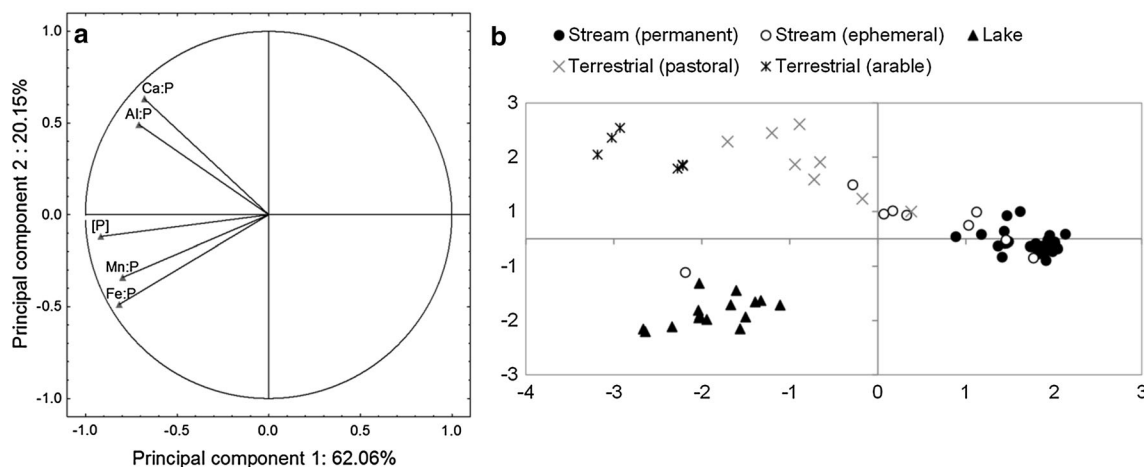 a
1.0
0.5
0.0
-0.5
-1.0
Principal component 2 : 20.15%
Ca:P
Al:P
[P]
Mn:P
Fe:P
-1.0 -0.5 0.0 0.5 1.0
Principal component 1: 62.06%
b
Stream (permanent) Stream (ephemeral) Lake
Terrestrial (pastoral) Terrestrial (arable)
3
2
1
-1
-2
-3
-4 -3 -2 -1 0 1 2 3